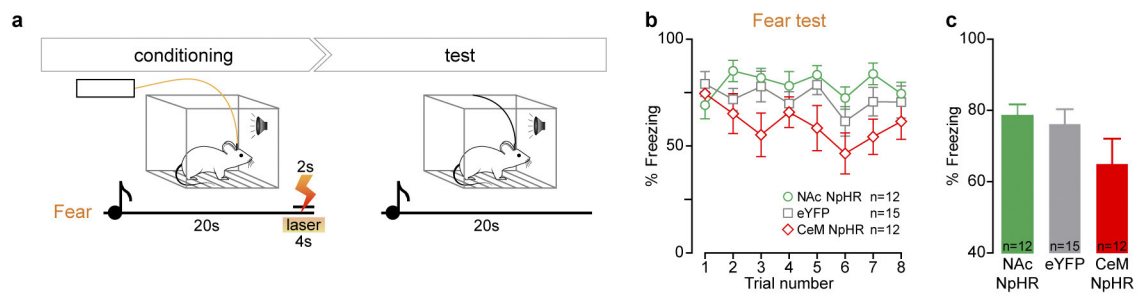 a
conditioning
test
2s
Fear
20s
laser
4s
20s
b
Fear test
% Freezing
100
50
0
NAc NpHR n=12
eYFP n=15
CeM NpHR n=12
1 2 3 4 5 6 7 8
Trial number
c
% Freezing
100
80
60
40
n=12 n=15 n=12
NAc eYFP CeM
NpHR NpHR